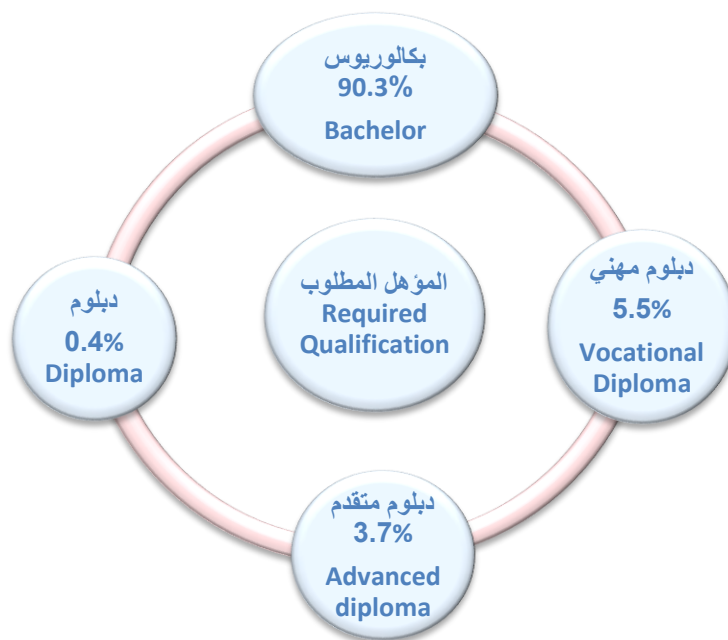 بكالوريوس
90.3%
Bachelor
المؤهل المطلوب
Required
Qualification
دبلوم مهني
5.5%
Vocational
Diploma
دبلوم
0.4%
Diploma
دبلوم متقدم
3.7%
Advanced
diploma